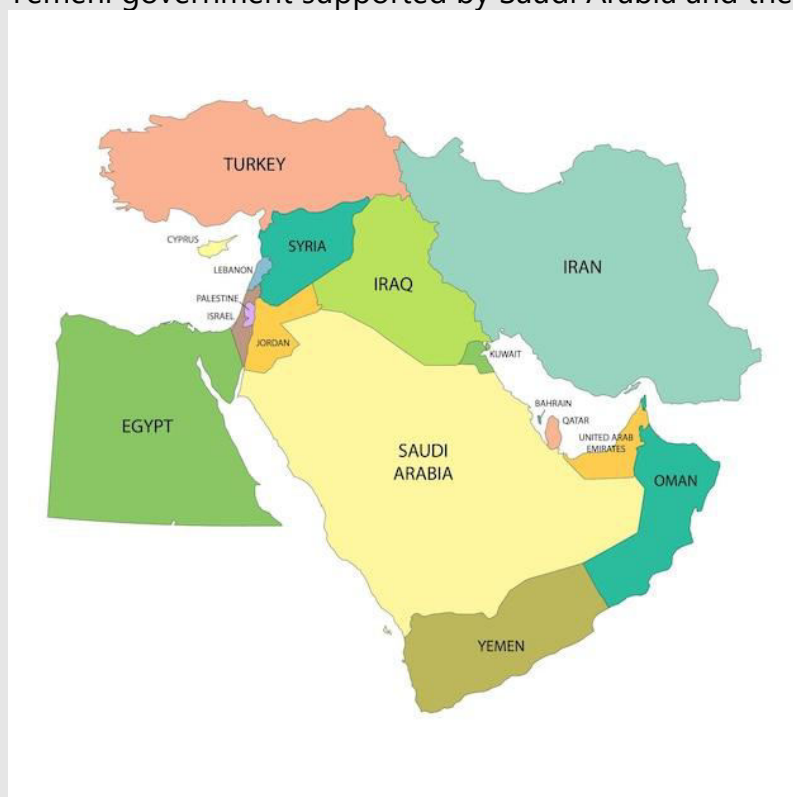 Yemeni government supported by Saudi Arabia and the
TURKEY
CYPRUS
SYRIA
LEBANON
IRAQ
IRAN
PALESTINE
ISRAEL
JORDAN
KUWAIT
EGYPT
BAHRAIN
QATAR
SAUDI
ARABIA
UNITED ARAB
EMIRATES
OMAN
YEMEN